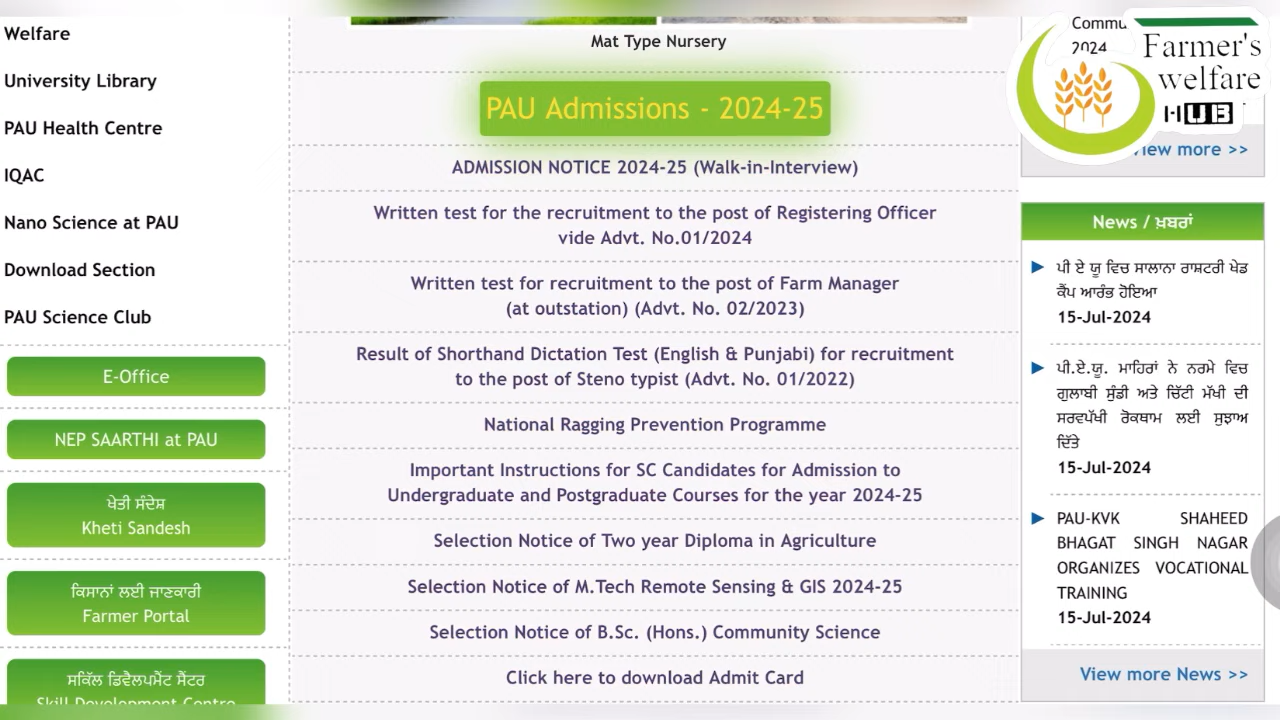 Welfare
University Library
PAU Health Centre
IQAC
Nano Science at PAU
Download Section
PAU Science Club
E-Office
NEP SAARTHI at PAU
ਖੇਤੀ ਸੰਦੇਸ਼
Kheti Sandesh
ਕਿਸਾਨਾਂ ਲਈ ਜਾਣਕਾਰੀ
Farmer Portal
ਸਕਿੱਲ ਡਿਵੈਲਪਮੈਂਟ ਸੈਂਟਰ
Skill Development Centre
Mat Type Nursery
PAU Admissions - 2024-25
ADMISSION NOTICE 2024-25 (Walk-in-Interview)
Written test for the recruitment to the post of Registering Officer
vide Advt. No.01/2024
Written test for recruitment to the post of Farm Manager
(at outstation) (Advt. No. 02/2023)
Result of Shorthand Dictation Test (English & Punjabi) for recruitment
to the post of Steno typist (Advt. No. 01/2022)
National Ragging Prevention Programme
Important Instructions for SC Candidates for Admission to
Undergraduate and Postgraduate Courses for the year 2024-25
Selection Notice of Two year Diploma in Agriculture
Selection Notice of M.Tech Remote Sensing & GIS 2024-25
Selection Notice of B.Sc. (Hons.) Community Science
Click here to download Admit Card
2024
Farmer's
welfare
HUB
View more >>
News / ਖ਼ਬਰਾਂ
ਪੀ ਏ ਯੂ ਵਿਚ ਸਾਲਾਨਾ ਰਾਸ਼ਟਰੀ ਖੇਡ
ਕੈਂਪ ਆਰੰਭ ਹੋਇਆ
15-Jul-2024
ਪੀ.ਏ.ਯੂ. ਮਾਹਿਰਾਂ ਨੇ ਨਰਮੇ ਵਿਚ
ਗੁਲਾਬੀ ਸੁੰਡੀ ਅਤੇ ਚਿੱਟੀ ਮੱਖੀ ਦੀ
ਸਰਵਪੱਖੀ ਰੋਕਥਾਮ ਲਈ ਸੁਝਾਅ
ਦਿੱਤੇ
15-Jul-2024
PAU-KVK SHAHEED
BHAGAT SINGH NAGAR
ORGANIZES VOCATIONAL
TRAINING
15-Jul-2024
View more News >>